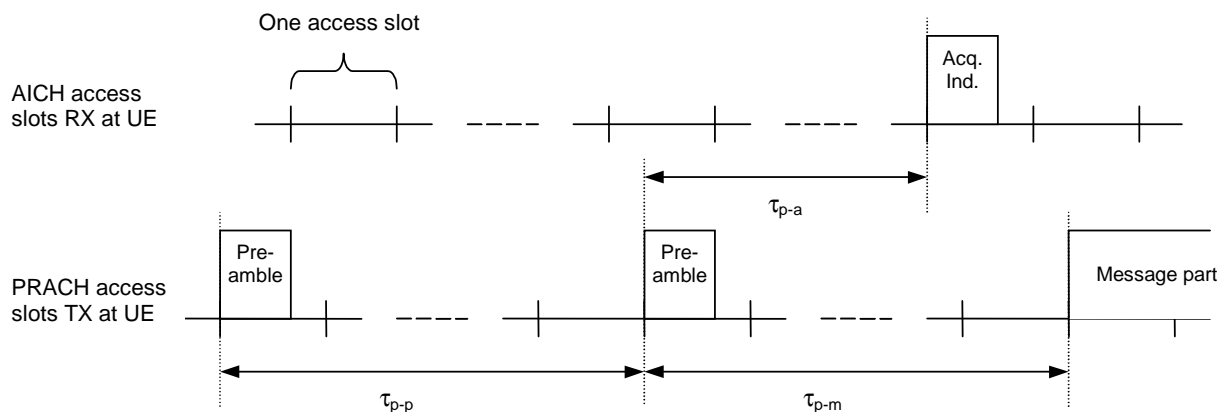 One access slot
AICH access
slots RX at UE
Acq.
Ind.
τp-a
Pre-
amble
Pre-
amble
Message part
PRACH access
slots TX at UE
τp-p
τp-m